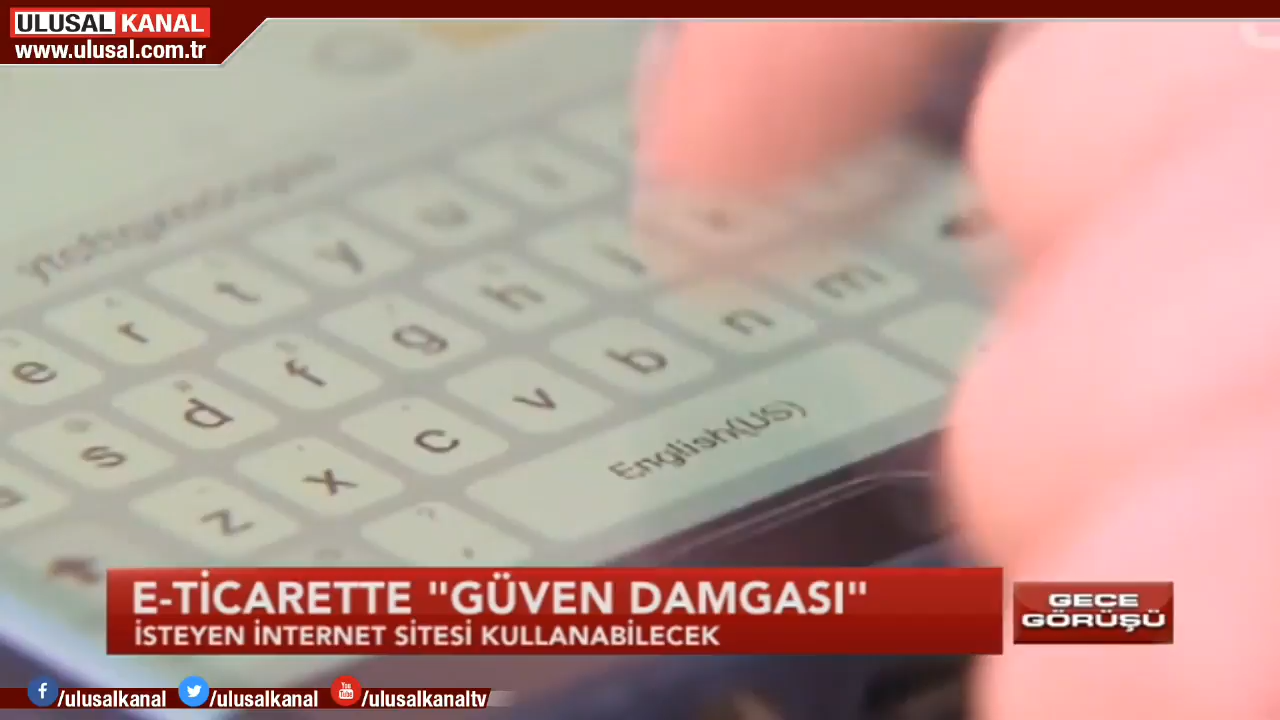 ULUSAL KANAL
www.ulusal.com.tr
e r t y u i
s d f g h j
z x c v b n m
English(US)
E-TİCARETTE "GÜVEN DAMGASI"
İSTEYEN İNTERNET SİTESİ KULLANABİLECEK
GECE
GÖRÜŞÜ
/ulusalkanal /ulusalkanal /ulusalkanaltv